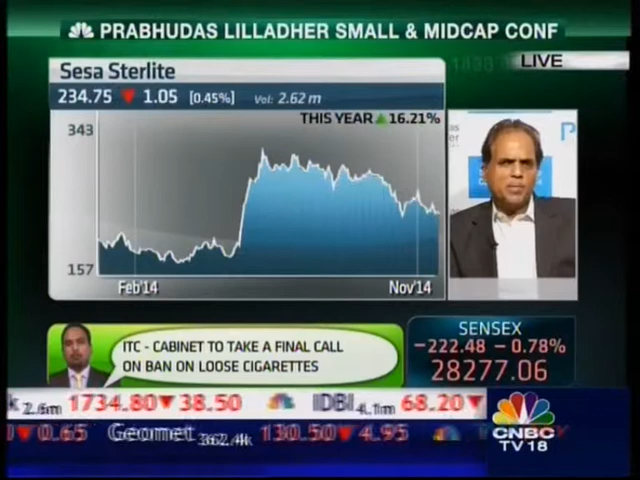 PRABHUDAS LILLADHER SMALL & MIDCAP CONF
LIVE
Sesa Sterlite
234.75 ▼ 1.05 [0.45%] Vol: 2.62 m
THIS YEAR ▲ 16.21%
343
157
Feb'14
Nov'14
ITC - CABINET TO TAKE A FINAL CALL
ON BAN ON LOOSE CIGARETTES
SENSEX
-222.48 -0.78%
28277.06
k 2.6m 1734.80 ▼ 38.50 IDBI 4.1m 68.20 ▼
▼ 0.65 Geomet 362.4k 130.50 ▼ 4.95
CNBC
TV 18